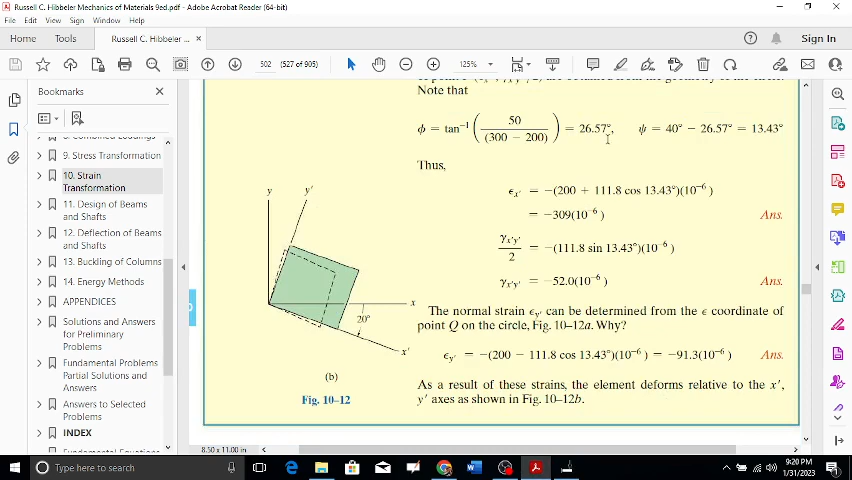 Russell C. Hibbeler Mechanics of Materials 9ed.pdf - Adobe Acrobat Reader (64-bit)
File Edit View Sign Window Help
Home Tools Russell C. Hibbeler ... × Sign In
502 (527 of 905) 125%
Bookmarks
9. Stress Transformation
10. Strain
Transformation
11. Design of Beams
and Shafts
12. Deflection of Beams
and Shafts
13. Buckling of Columns
14. Energy Methods
APPENDICES
Solutions and Answers
for Preliminary
Problems
Fundamental Problems
Partial Solutions and
Answers
Answers to Selected
Problems
INDEX
Fundamental Equations
Note that
ϕ = tan⁻¹ ( 50 / (300 − 200) ) = 26.57°, ψ = 40° − 26.57° = 13.43°
Thus,
ϵx′ = −(200 + 111.8 cos 13.43°)(10⁻⁶)
= −309(10⁻⁶) Ans.
γx′y′ / 2 = −(111.8 sin 13.43°)(10⁻⁶)
γx′y′ = −52.0(10⁻⁶) Ans.
The normal strain ϵy′ can be determined from the ϵ coordinate of
point Q on the circle, Fig. 10–12a. Why?
ϵy′ = −(200 − 111.8 cos 13.43°)(10⁻⁶) = −91.3(10⁻⁶) Ans.
As a result of these strains, the element deforms relative to the x′,
y′ axes as shown in Fig. 10–12b.
y y′
x
20°
x′
(b)
Fig. 10–12
8.50 x 11.00 in
Type here to search
9:20 PM
1/31/2023